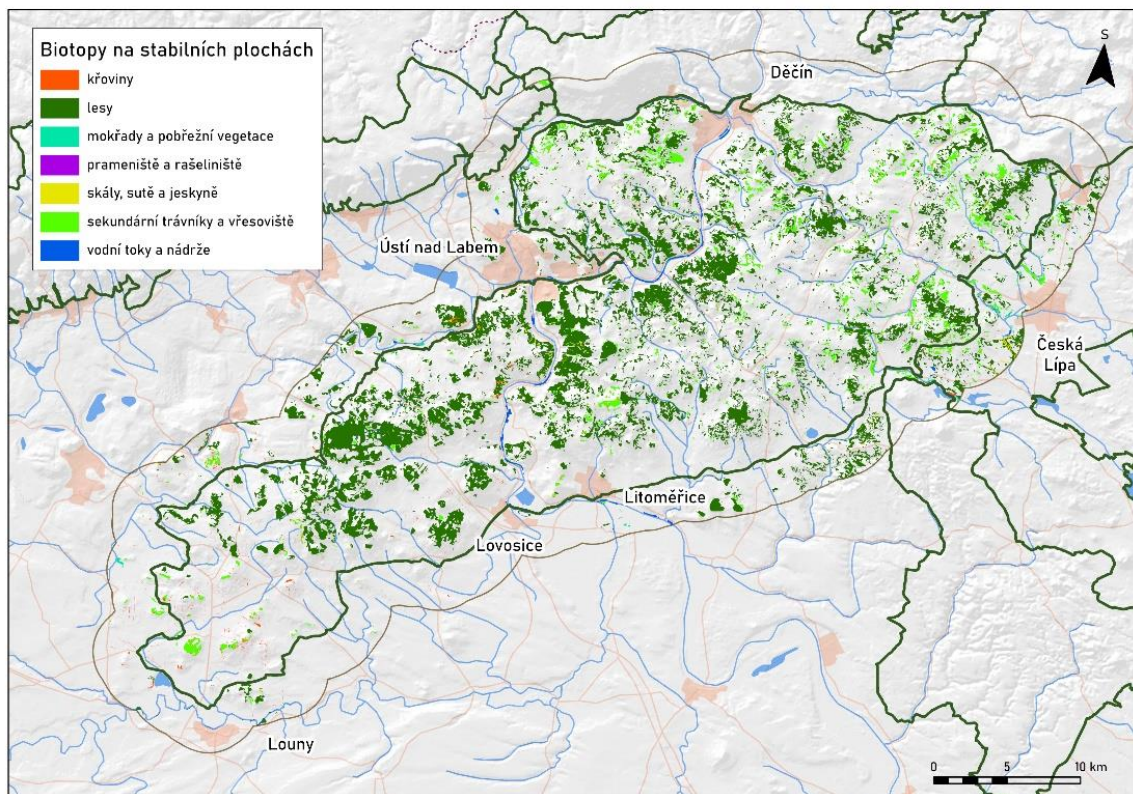 Biotopy na stabilních plochách
křoviny
lesy
mokřady a pobřežní vegetace
prameniště a rašeliniště
skály, sutě a jeskyně
sekundární trávníky a vřesoviště
vodní toky a nádrže
S
Děčín
Ústí nad Labem
Česká
Lípa
Litoměřice
Lovosice
Louny
0 5 10 km